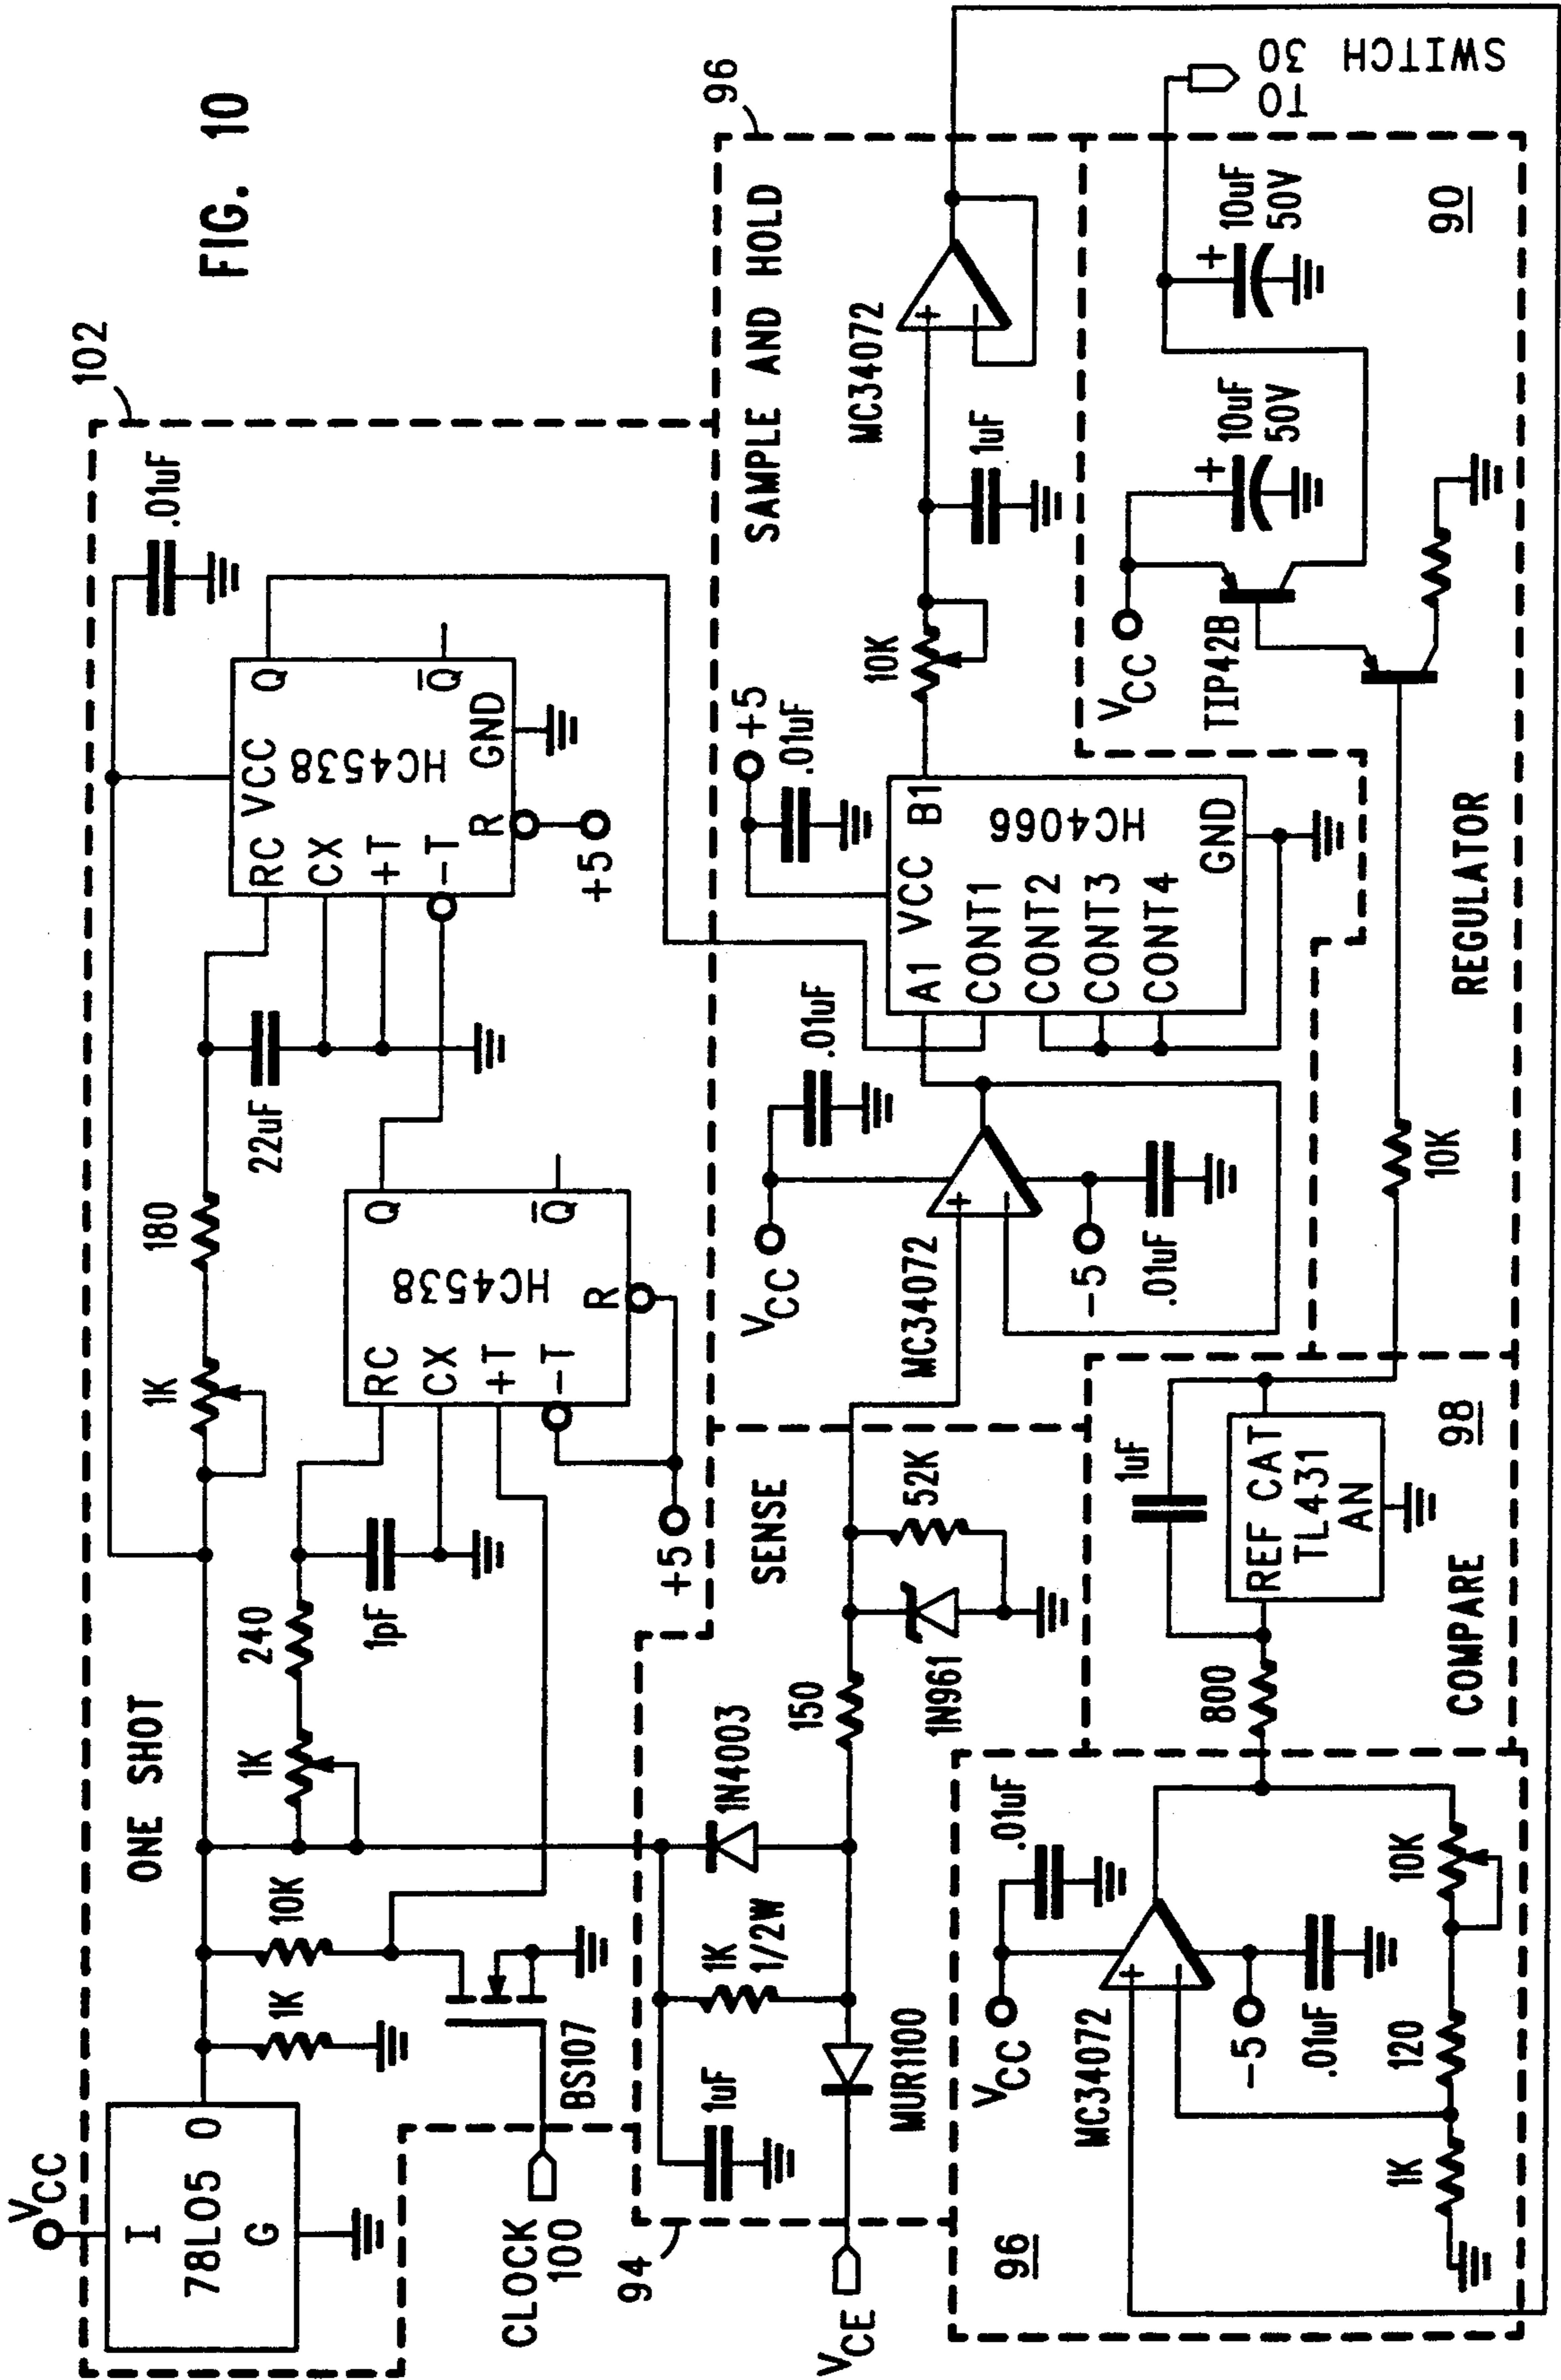 FIG. 10
102
VCC
I
78L05 O
G
ONE SHOT
1K
10K
1K
240
1pF
1K
180
22uF
.01uF
BS107
CLOCK
100
RC
CX
+T
-T
HC4538
Q
Q
R
+5
RC VCC
CX
+T
-T
HC4538
Q
Q
GND
R
+5
94
SENSE
VCE
1uF
1K
1/2W
1N4003
MUR1100
150
1N961
52K
96
SAMPLE AND HOLD
VCC
.01uF
MC34072
+
-
-5
.01uF
+5
.01uF
A1 VCC B1
CONT1
CONT2
CONT3
CONT4
HC4066
GND
10K
1uF
MC34072
+
-
96
VCC
.01uF
MC34072
+
-
-5
.01uF
1K
120
10K
COMPARE
98
800
1uF
REF CAT
TL431
AN
REGULATOR
90
10K
VCC
TIP42B
+
10uF
50V
+
10uF
50V
TO
SWITCH 30